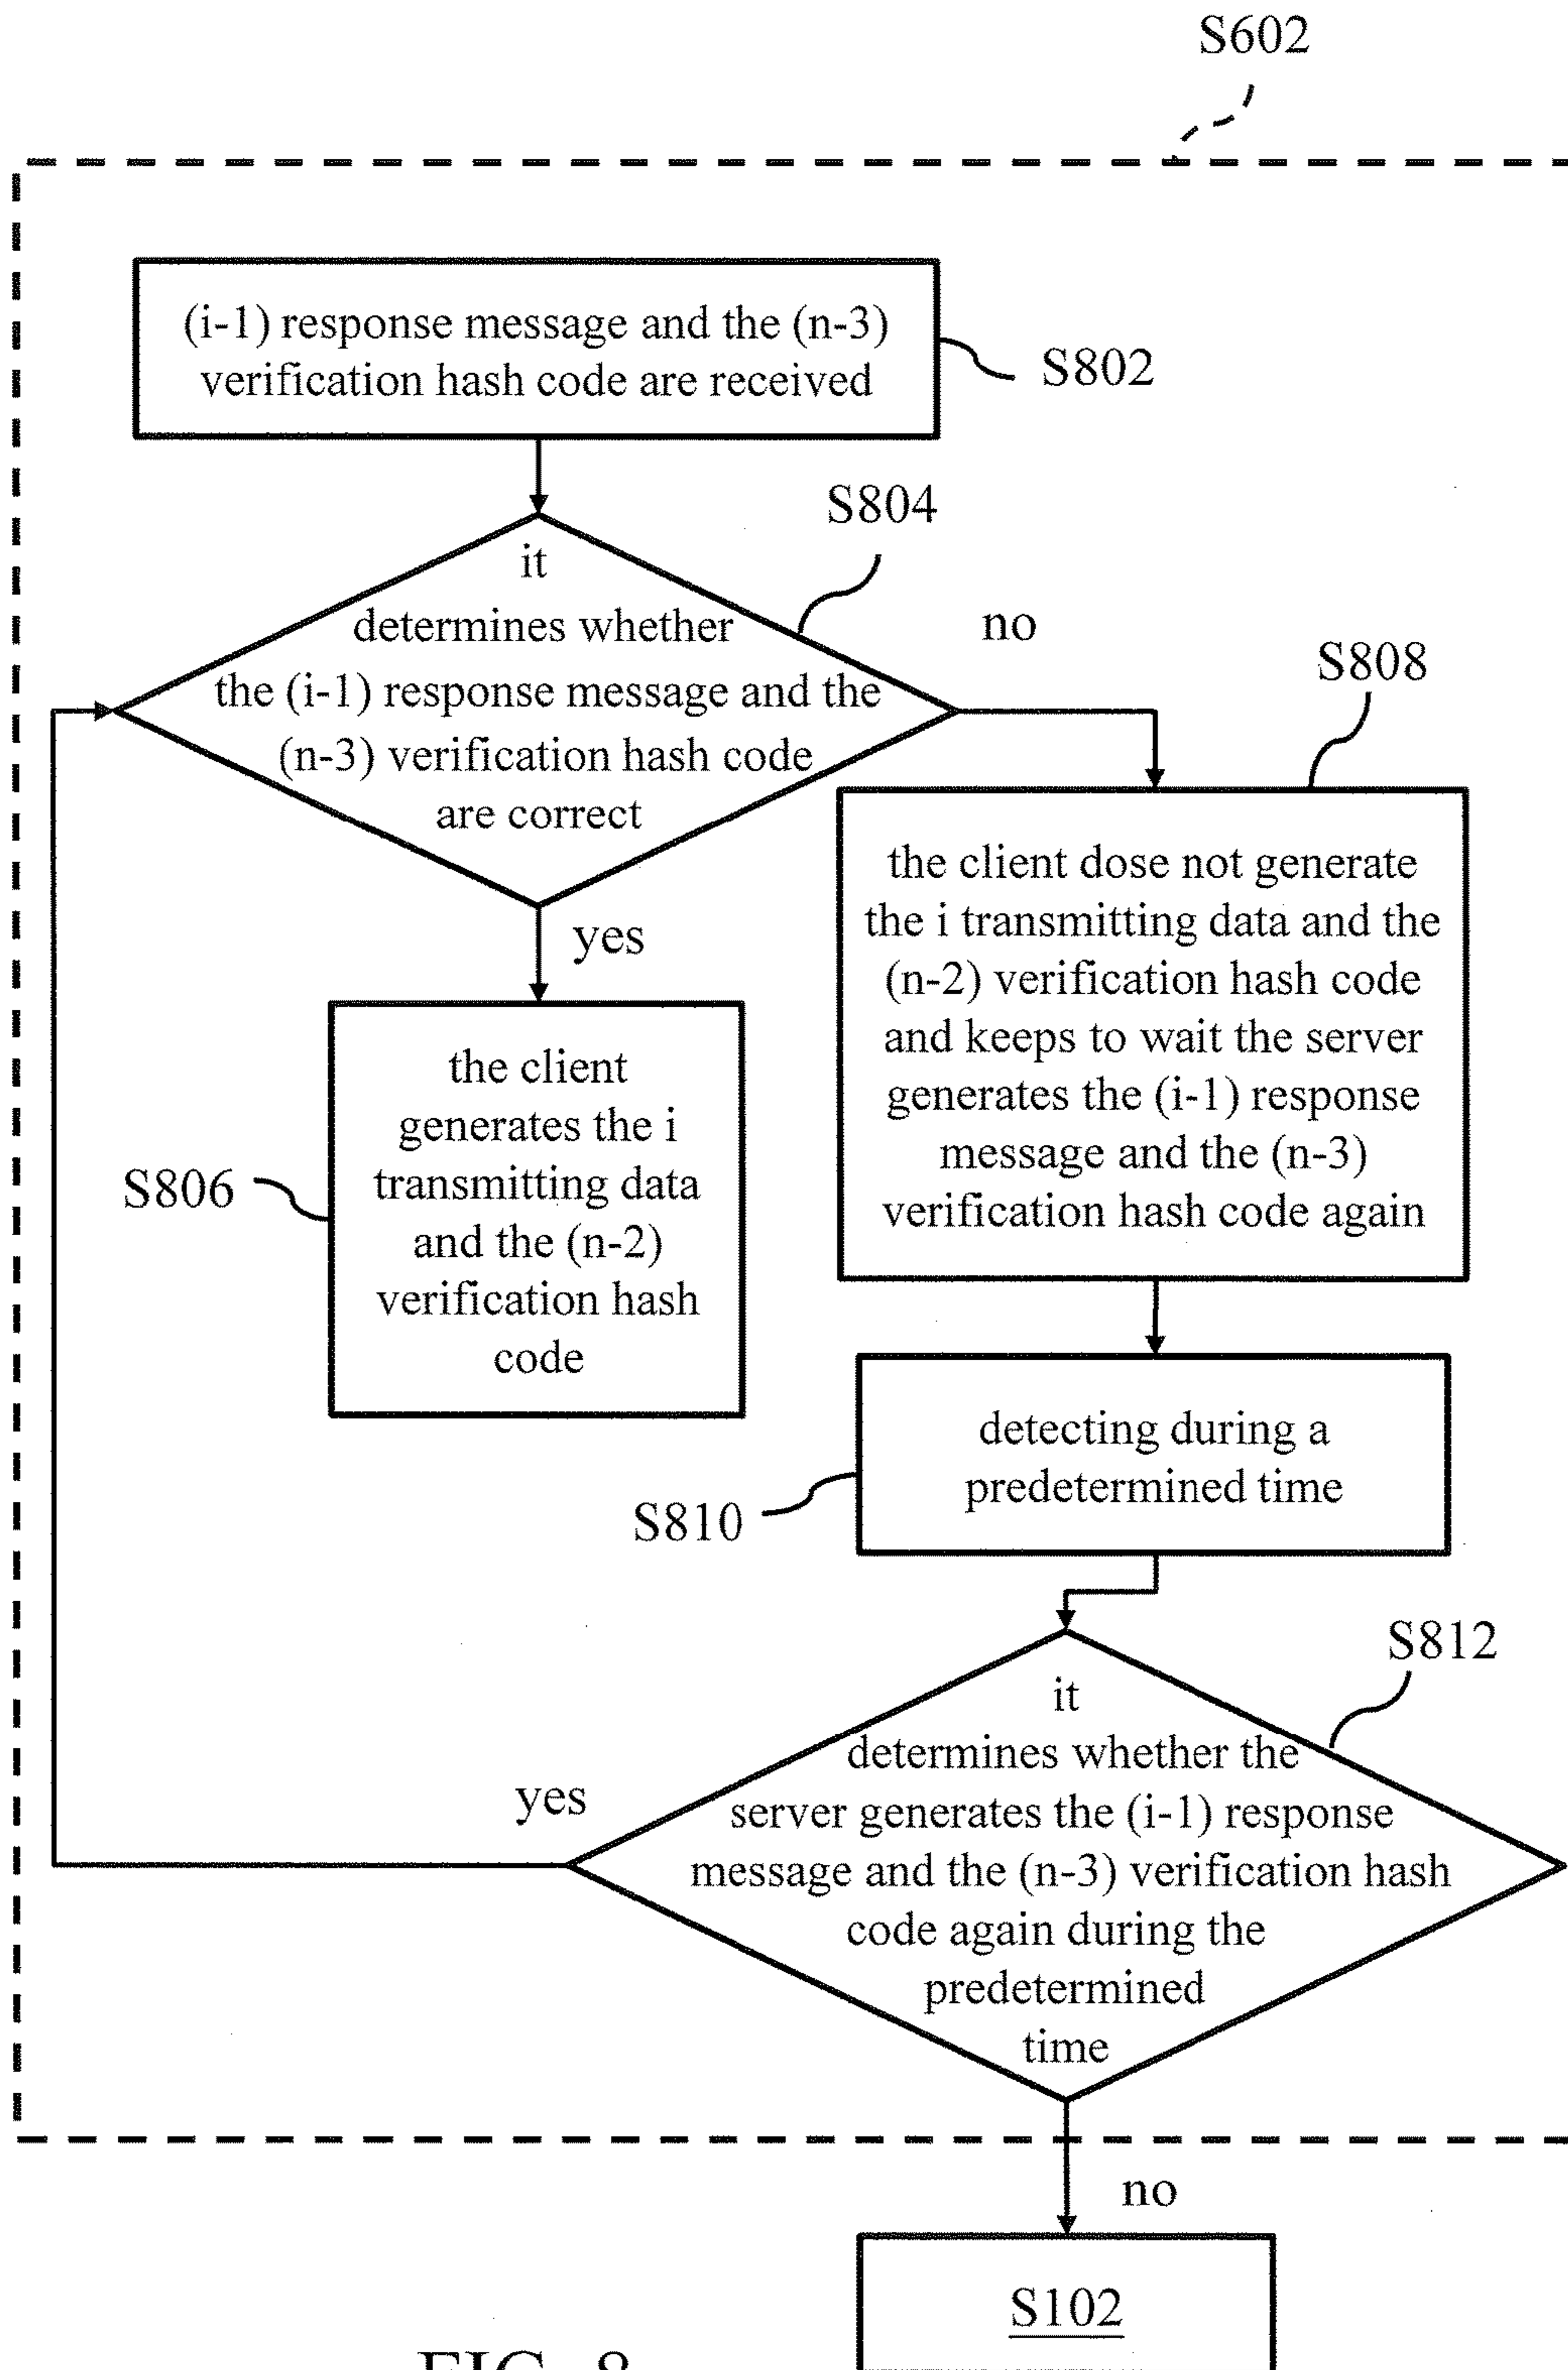 S602
(i-1) response message and the (n-3)
verification hash code are received
S802
S804
it
determines whether
the (i-1) response message and the
(n-3) verification hash code
are correct
no
S808
yes
the client
generates the i
transmitting data
and the (n-2)
verification hash
code
S806
the client dose not generate
the i transmitting data and the
(n-2) verification hash code
and keeps to wait the server
generates the (i-1) response
message and the (n-3)
verification hash code again
detecting during a
predetermined time
S810
S812
it
determines whether the
server generates the (i-1) response
message and the (n-3) verification hash
code again during the
predetermined
time
yes
no
S102
FIG. 8